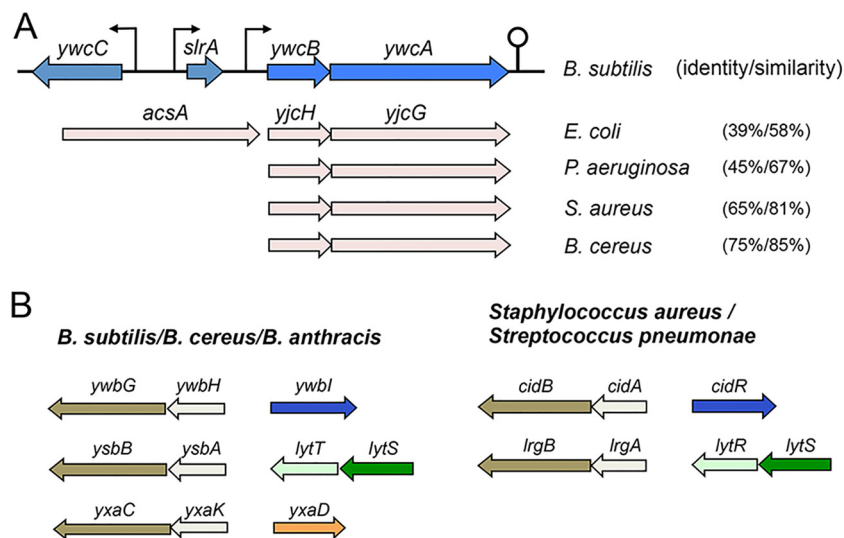 A
ywcC slrA ywcB ywcA
B. subtilis (identity/similarity)
acsA yjcH yjcG
E. coli (39%/58%)
P. aeruginosa (45%/67%)
S. aureus (65%/81%)
B. cereus (75%/85%)
B
B. subtilis/B. cereus/B. anthracis
ywbG ywbH ywbI
ysbB ysbA lytT lytS
yxaC yxaK yxaD
Staphylococcus aureus /
Streptococcus pneumonae
cidB cidA cidR
lrgB lrgA lytR lytS